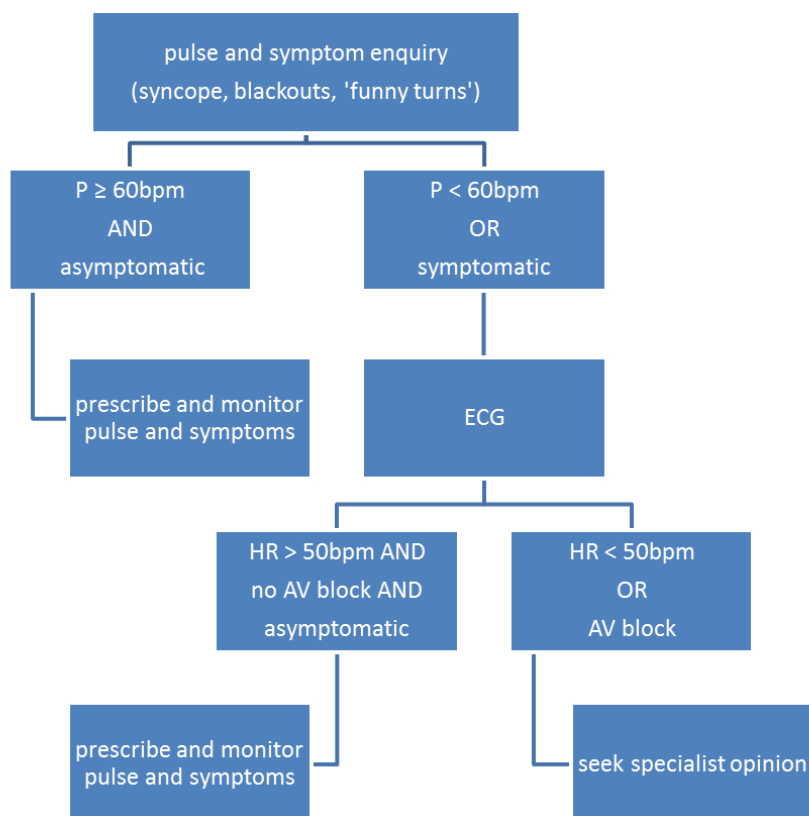 pulse and symptom enquiry
(syncope, blackouts, 'funny turns')
P ≥ 60bpm
AND
asymptomatic
P < 60bpm
OR
symptomatic
prescribe and monitor
pulse and symptoms
ECG
HR > 50bpm AND
no AV block AND
asymptomatic
HR < 50bpm
OR
AV block
prescribe and monitor
pulse and symptoms
seek specialist opinion